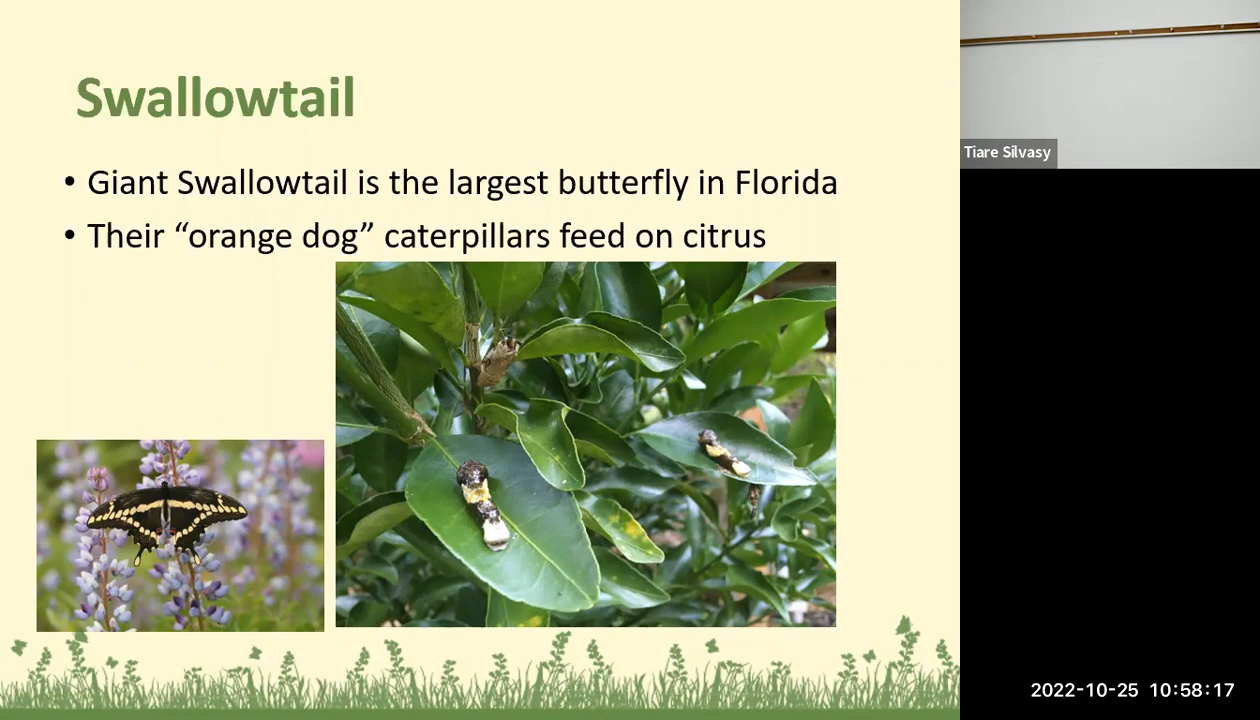 Swallowtail
• Giant Swallowtail is the largest butterfly in Florida
• Their “orange dog” caterpillars feed on citrus
Tiare Silvasy
2022-10-25 10:58:17